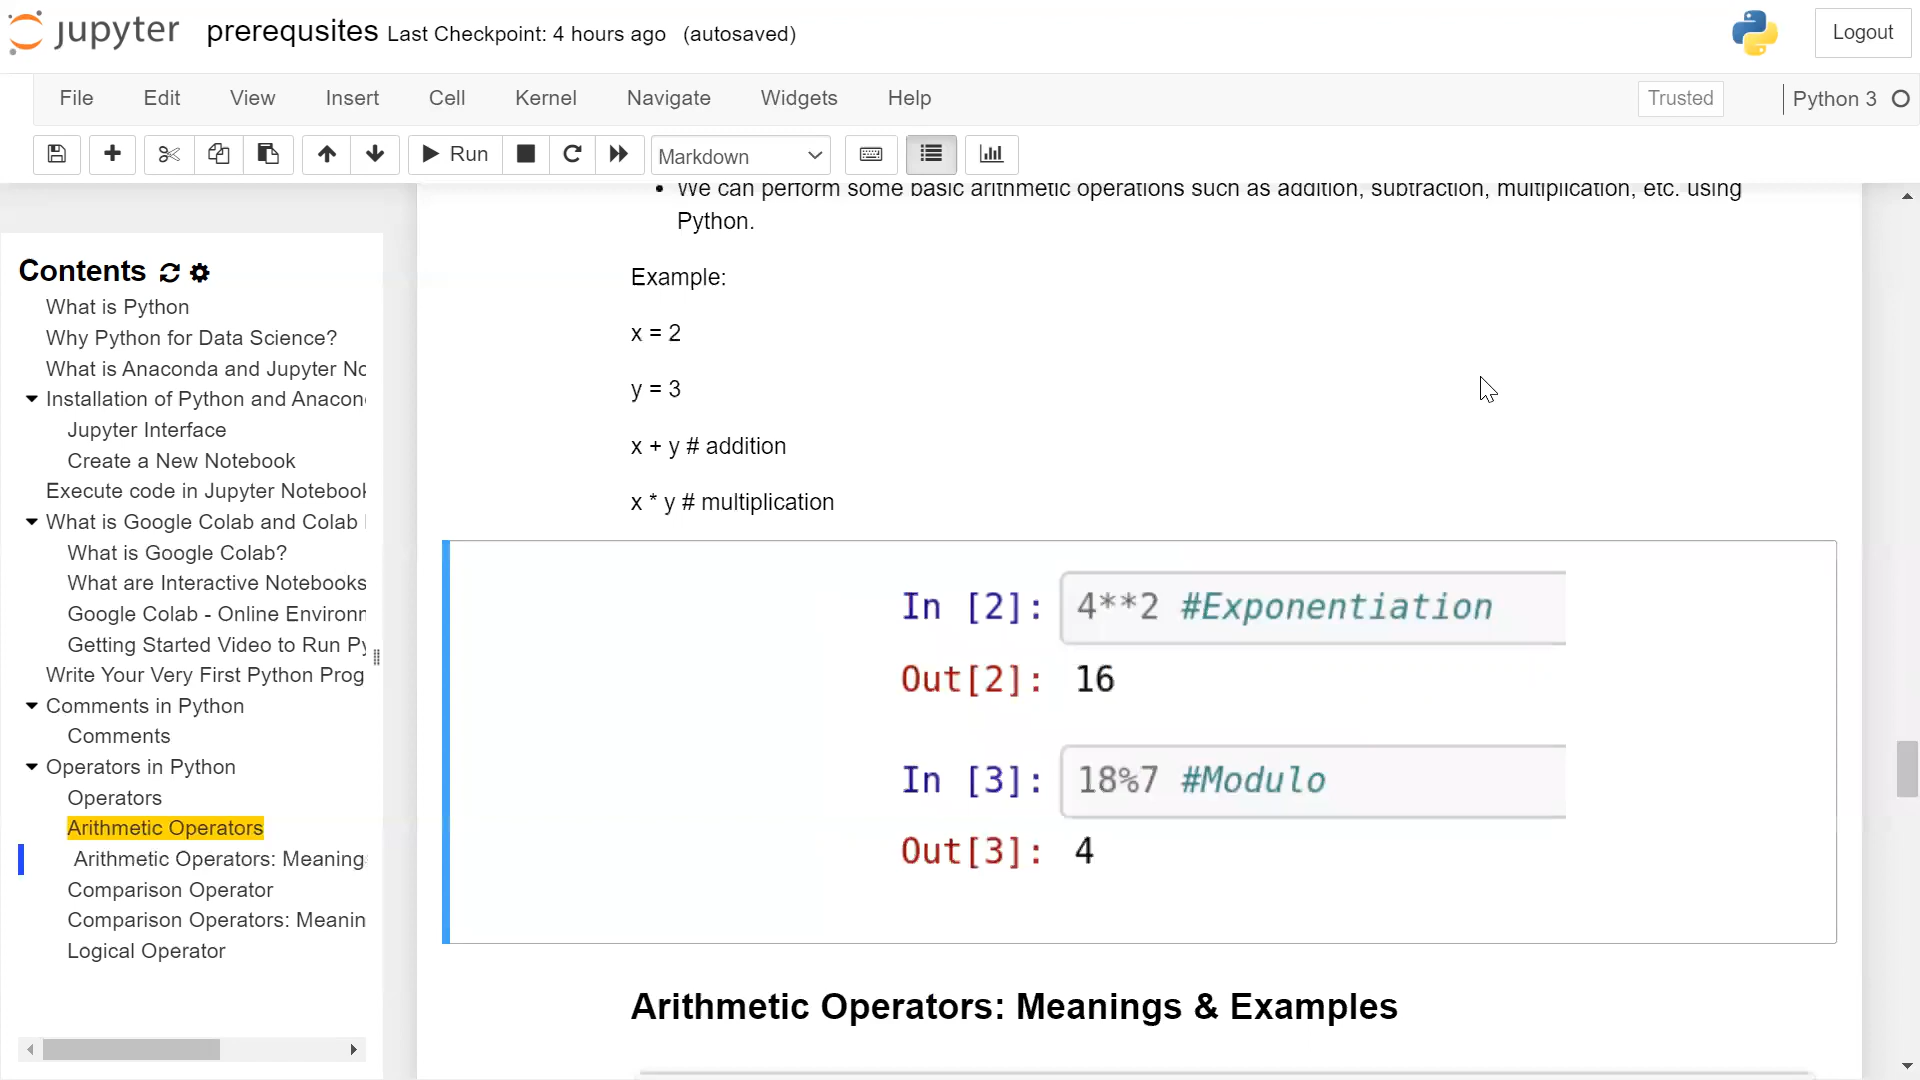 jupyter prerequsites Last Checkpoint: 4 hours ago (autosaved)
Logout
File Edit View Insert Cell Kernel Navigate Widgets Help
Trusted
Python 3
Run
Markdown
Contents
What is Python
Why Python for Data Science?
What is Anaconda and Jupyter No
Installation of Python and Anacon
Jupyter Interface
Create a New Notebook
Execute code in Jupyter Notebook
What is Google Colab and Colab
What is Google Colab?
What are Interactive Notebooks
Google Colab - Online Environm
Getting Started Video to Run Py
Write Your Very First Python Prog
Comments in Python
Comments
Operators in Python
Operators
Arithmetic Operators
Arithmetic Operators: Meaning
Comparison Operator
Comparison Operators: Meanin
Logical Operator
• We can perform some basic arithmetic operations such as addition, subtraction, multiplication, etc. using
Python.
Example:
x = 2
y = 3
x + y # addition
x * y # multiplication
In [2]: 4**2 #Exponentiation
Out[2]: 16
In [3]: 18%7 #Modulo
Out[3]: 4
Arithmetic Operators: Meanings & Examples